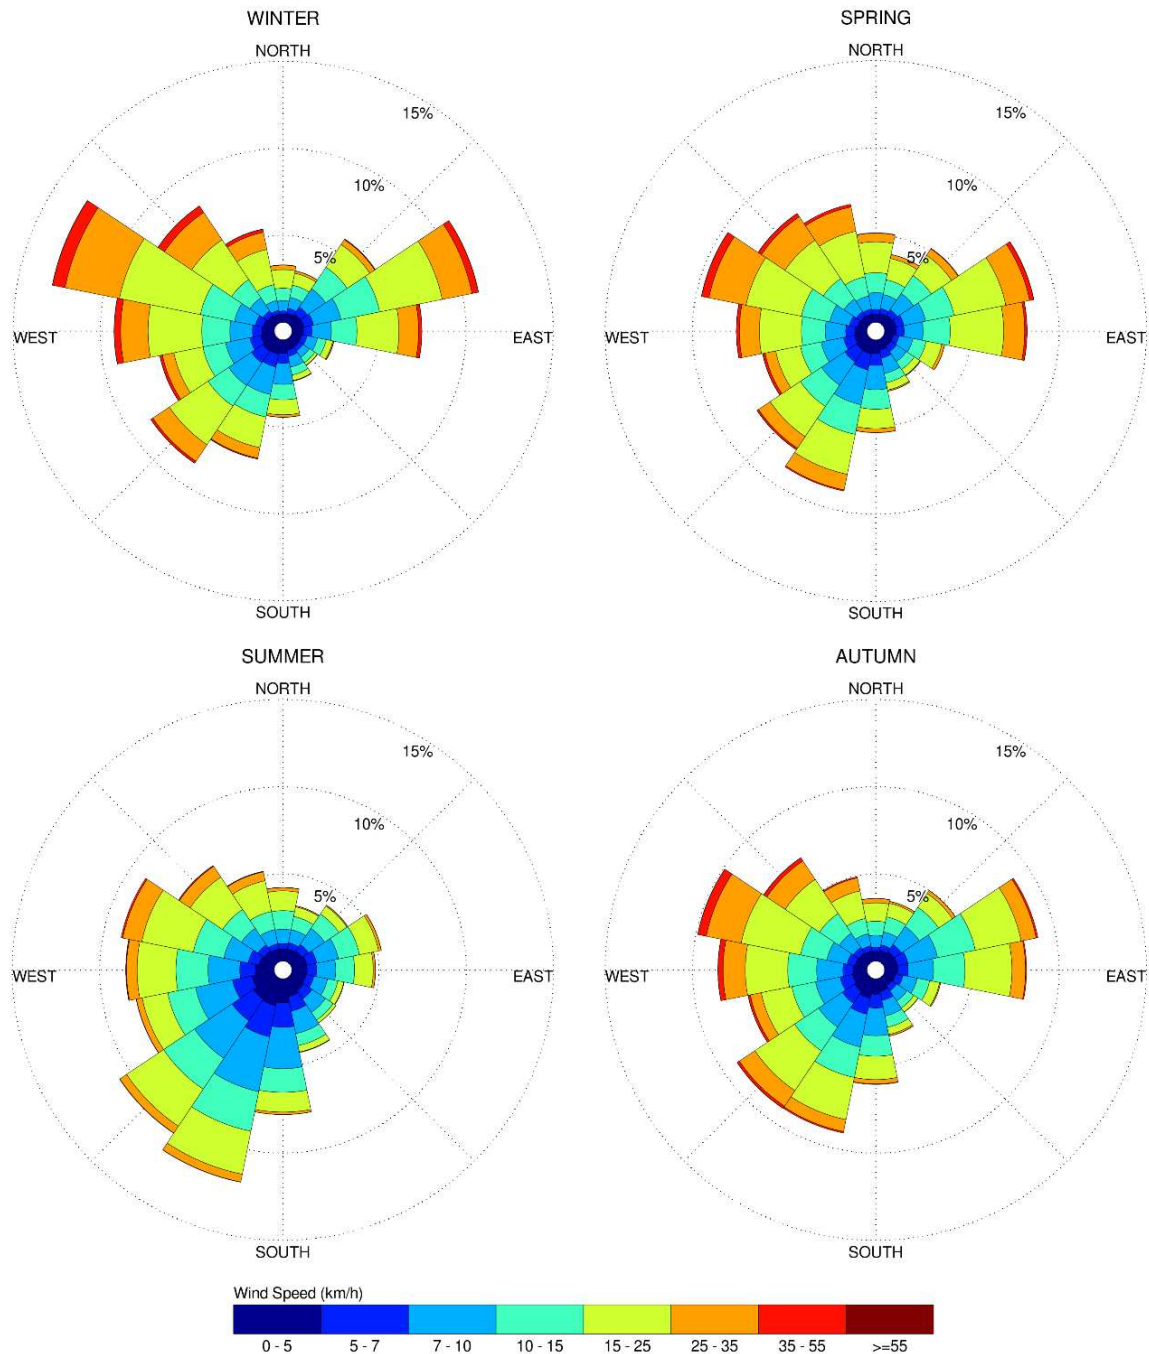 WINTER SPRING
NORTH NORTH
15% 15%
10% 10%
5% 5%
WEST EAST WEST EAST
SOUTH SOUTH
SUMMER AUTUMN
NORTH NORTH
15% 15%
10% 10%
5% 5%
WEST EAST WEST EAST
SOUTH SOUTH
Wind Speed (km/h)
0 - 5 5 - 7 7 - 10 10 - 15 15 - 25 25 - 35 35 - 55 >=55